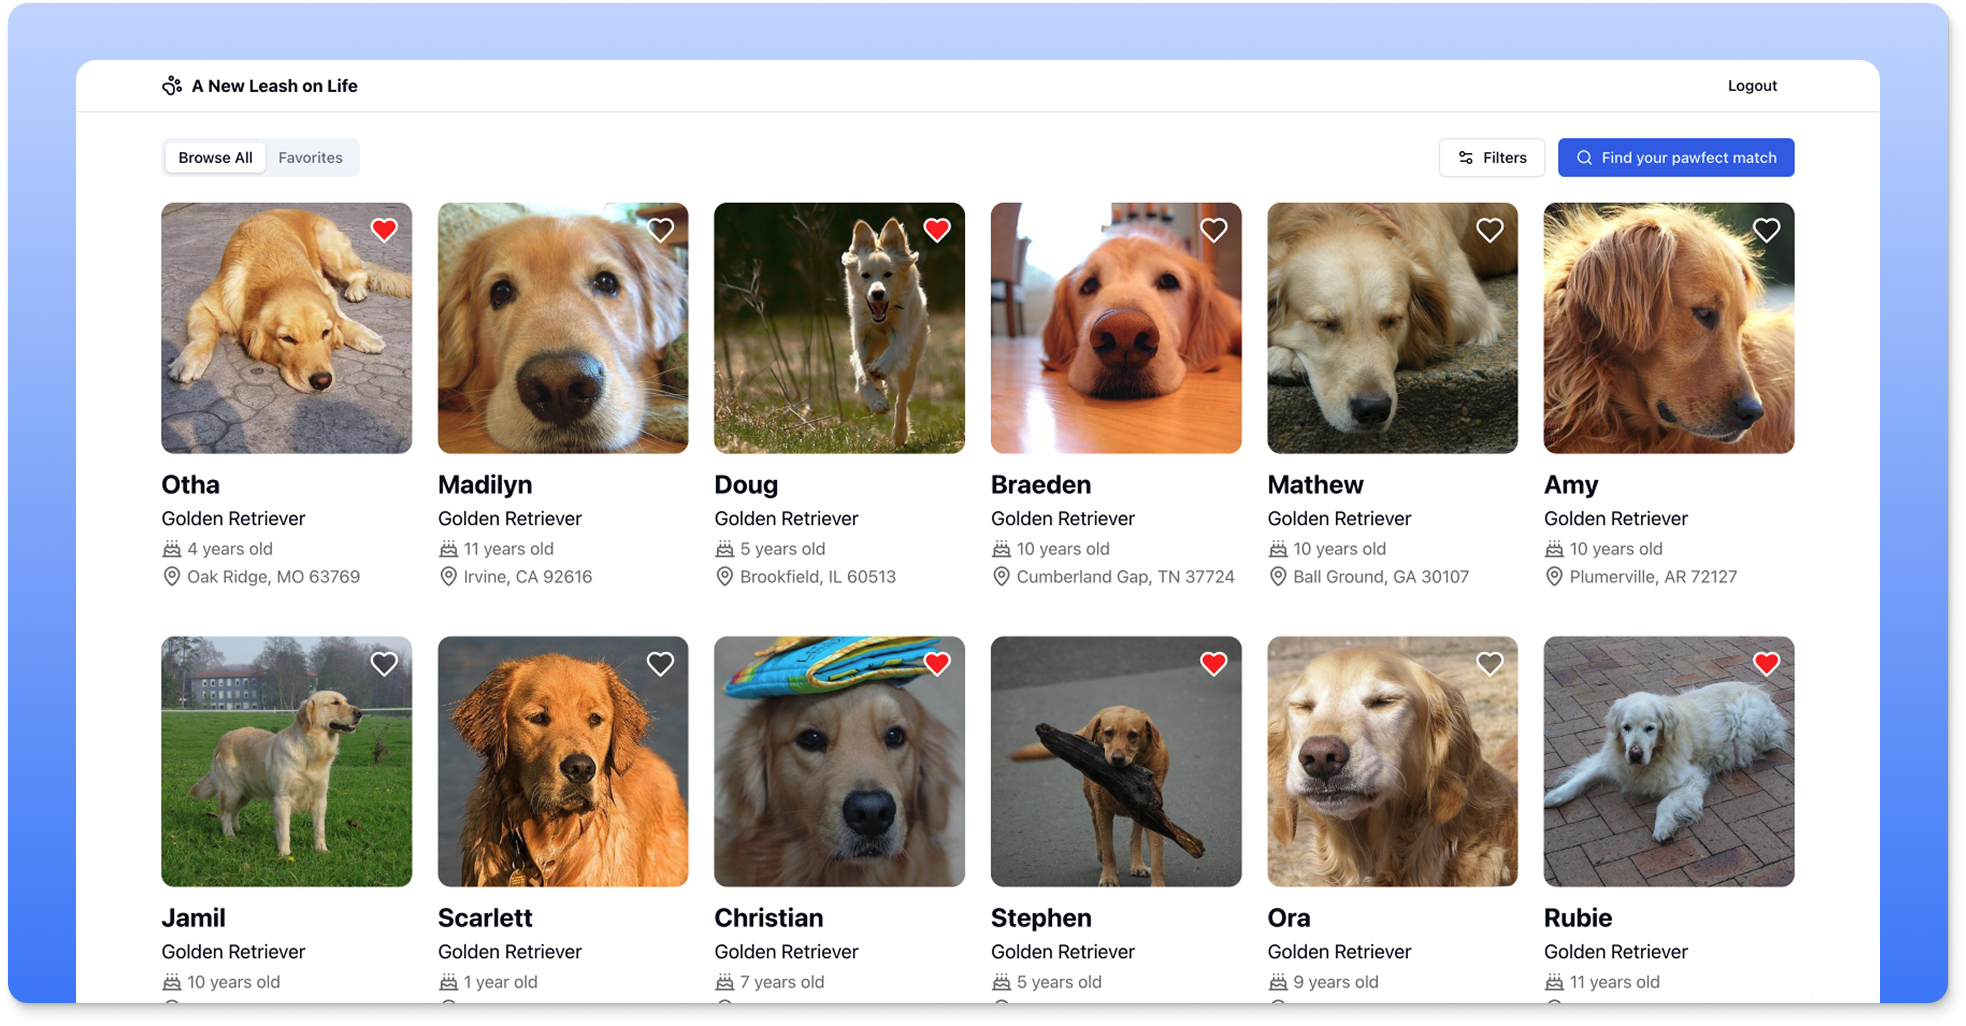 A New Leash on Life
Logout
Browse All
Favorites
Filters
Find your pawfect match
Otha
Golden Retriever
4 years old
Oak Ridge, MO 63769
Madilyn
Golden Retriever
11 years old
Irvine, CA 92616
Doug
Golden Retriever
5 years old
Brookfield, IL 60513
Braeden
Golden Retriever
10 years old
Cumberland Gap, TN 37724
Mathew
Golden Retriever
10 years old
Ball Ground, GA 30107
Amy
Golden Retriever
10 years old
Plumerville, AR 72127
Jamil
Golden Retriever
10 years old
Scarlett
Golden Retriever
1 year old
Christian
Golden Retriever
7 years old
Stephen
Golden Retriever
5 years old
Ora
Golden Retriever
9 years old
Rubie
Golden Retriever
11 years old